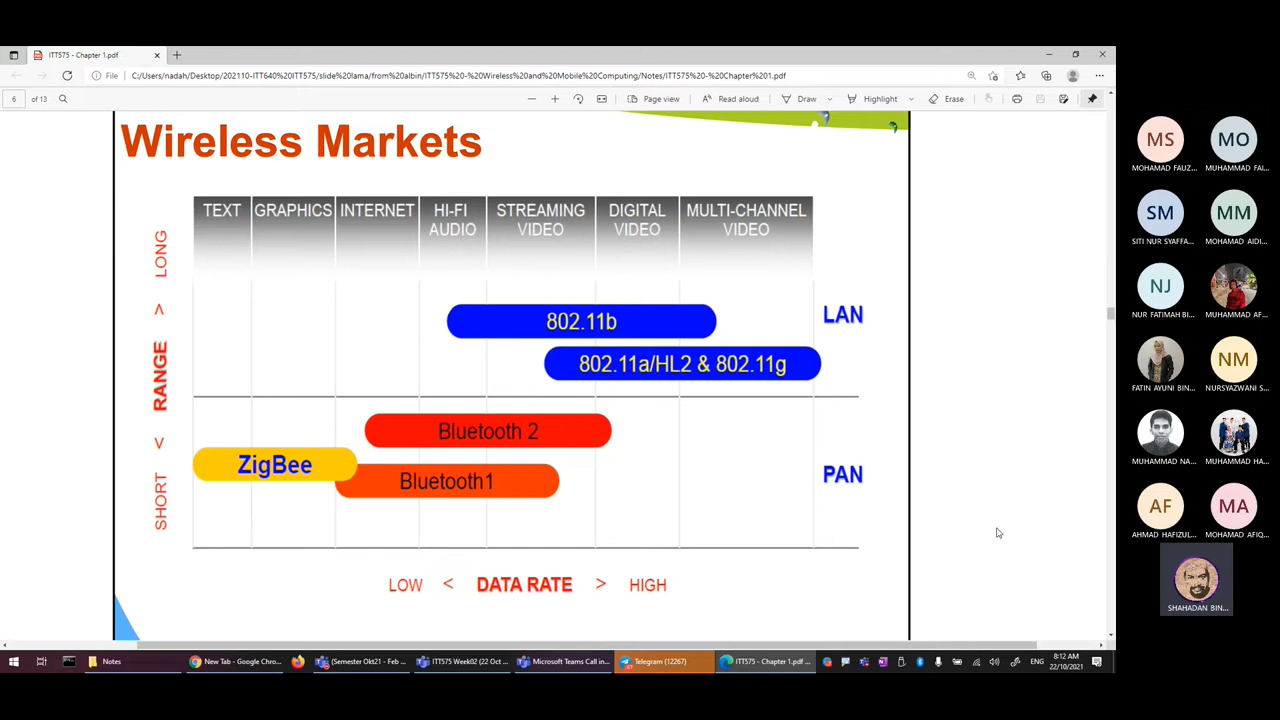 ITT575 - Chapter 1.pdf
File
C:/Users/nadah/Desktop/202110-ITT640%20ITT575/slide%20lama/from%20albin/ITT575%20-%20Wireless%20and%20Mobile%20Computing/Notes/ITT575%20-%20Chapter%201.pdf
6 of 13
Page view
Read aloud
Draw
Highlight
Erase
Wireless Markets
TEXT GRAPHICS INTERNET HI-FI AUDIO STREAMING VIDEO DIGITAL VIDEO MULTI-CHANNEL VIDEO
SHORT < RANGE > LONG
802.11b
LAN
802.11a/HL2 & 802.11g
Bluetooth 2
ZigBee
Bluetooth1
PAN
LOW < DATA RATE > HIGH
MS MO
MOHAMAD FAUZ... MUHAMMAD FAI...
SM MM
SITI NUR SYAFFA... MOHAMAD AIDI...
NJ
NUR FATIMAH BI... MUHAMMAD AF...
NM
FATIN AYUNI BIN... NURSYAZWANI S...
MUHAMMAD NA... MUHAMMAD HA...
AF MA
AHMAD HAFIZUL... MOHAMAD AFIQ...
SHAHADAN BIN...
Notes
New Tab - Google Chro...
(Semester Okt21 - Feb ...
ITT575 Week02 (22 Oct ...
Microsoft Teams Call in...
Telegram (12267)
ITT575 - Chapter 1.pdf ...
ENG
8:12 AM
22/10/2021